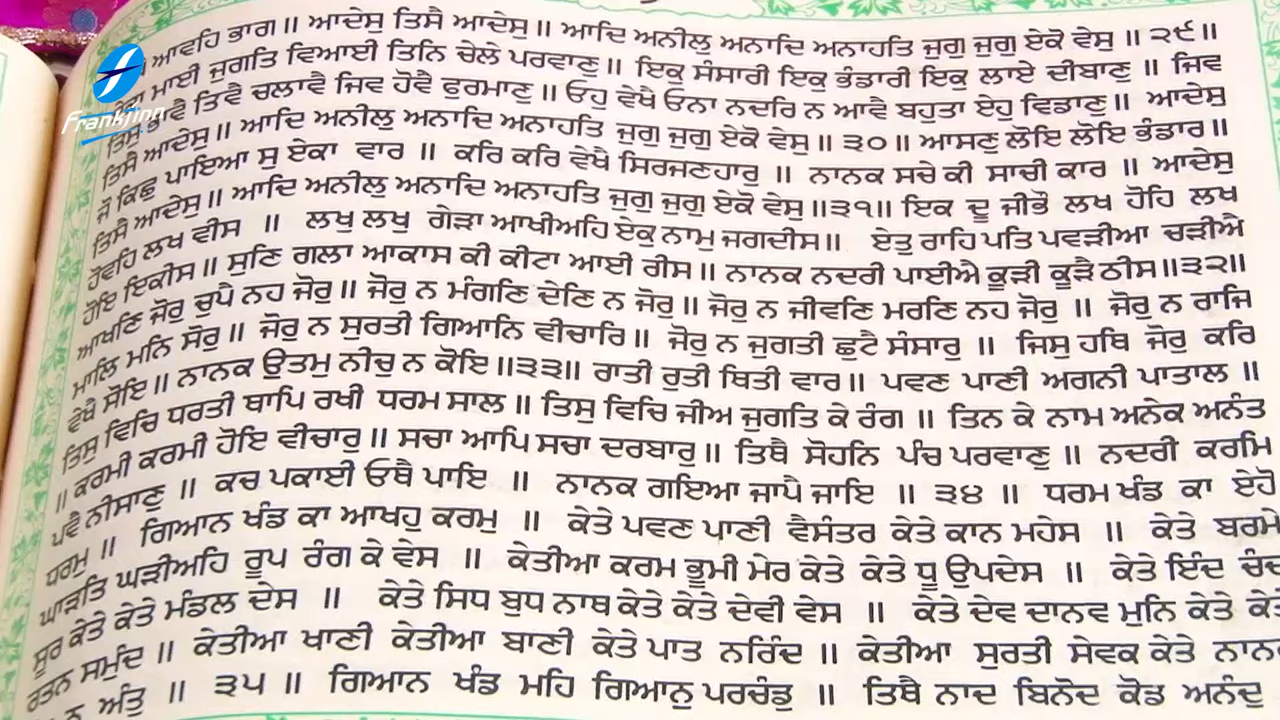 ਆਵਹਿ ਭਾਗ ॥ ਆਦੇਸੁ ਤਿਸੈ ਆਦੇਸੁ ॥ ਆਦਿ ਅਨੀਲੁ ਅਨਾਦਿ ਅਨਾਹਤਿ ਜੁਗੁ ਜੁਗੁ ਏਕੋ ਵੇਸੁ ॥ ੨੯॥
ਮਾਈ ਜੁਗਤਿ ਵਿਆਈ ਤਿਨਿ ਚੇਲੇ ਪਰਵਾਣੁ ॥ ਇਕੁ ਸੰਸਾਰੀ ਇਕੁ ਭੰਡਾਰੀ ਇਕੁ ਲਾਏ ਦੀਬਾਣੁ ॥ ਜਿਵ
ਤਿਸੁ ਭਾਵੈ ਤਿਵੈ ਚਲਾਵੈ ਜਿਵ ਹੋਵੈ ਫੁਰਮਾਣੁ ॥ ਓਹੁ ਵੇਖੈ ਓਨਾ ਨਦਰਿ ਨ ਆਵੈ ਬਹੁਤਾ ਏਹੁ ਵਿਡਾਣੁ ॥ ਆਦੇਸੁ
ਤਿਸੈ ਆਦੇਸੁ ॥ ਆਦਿ ਅਨੀਲੁ ਅਨਾਦਿ ਅਨਾਹਤਿ ਜੁਗੁ ਜੁਗੁ ਏਕੋ ਵੇਸੁ ॥ ੩੦ ॥ ਆਸਣੁ ਲੋਇ ਲੋਇ ਭੰਡਾਰ ॥
ਜੋ ਕਿਛੁ ਪਾਇਆ ਸੁ ਏਕਾ ਵਾਰ ॥ ਕਰਿ ਕਰਿ ਵੇਖੈ ਸਿਰਜਣਹਾਰੁ ॥ ਨਾਨਕ ਸਚੇ ਕੀ ਸਾਚੀ ਕਾਰ ॥ ਆਦੇਸੁ
ਤਿਸੈ ਆਦੇਸੁ ॥ ਆਦਿ ਅਨੀਲੁ ਅਨਾਦਿ ਅਨਾਹਤਿ ਜੁਗੁ ਜੁਗੁ ਏਕੋ ਵੇਸੁ ॥੩੧॥ ਇਕ ਦੂ ਜੀਭੌ ਲਖ ਹੋਹਿ ਲਖ
ਹੋਵਹਿ ਲਖ ਵੀਸ ॥ ਲਖੁ ਲਖੁ ਗੇੜਾ ਆਖੀਅਹਿ ਏਕੁ ਨਾਮੁ ਜਗਦੀਸ॥ ਏਤੁ ਰਾਹਿ ਪਤਿ ਪਵੜੀਆ ਚੜੀਐ
ਹੋਇ ਇਕੀਸ ॥ ਸੁਣਿ ਗਲਾ ਆਕਾਸ ਕੀ ਕੀਟਾ ਆਈ ਰੀਸ ॥ ਨਾਨਕ ਨਦਰੀ ਪਾਈਐ ਕੂੜੀ ਕੂੜੈ ਠੀਸ॥੩੨॥
ਆਖਣਿ ਜੋਰੁ ਚੁਪੈ ਨਹ ਜੋਰੁ ॥ ਜੋਰੁ ਨ ਮੰਗਣਿ ਦੇਣਿ ਨ ਜੋਰੁ ॥ ਜੋਰੁ ਨ ਜੀਵਣਿ ਮਰਣਿ ਨਹ ਜੋਰੁ ॥ ਜੋਰੁ ਨ ਰਾਜਿ
ਮਾਲਿ ਮਨਿ ਸੋਰੁ ॥ ਜੋਰੁ ਨ ਸੁਰਤੀ ਗਿਆਨਿ ਵੀਚਾਰਿ ॥ ਜੋਰੁ ਨ ਜੁਗਤੀ ਛੁਟੈ ਸੰਸਾਰੁ ॥ ਜਿਸੁ ਹਥਿ ਜੋਰੁ ਕਰਿ
ਵੇਖੈ ਸੋਇ ॥ ਨਾਨਕ ਉਤਮੁ ਨੀਚੁ ਨ ਕੋਇ ॥੩੩॥ ਰਾਤੀ ਰੁਤੀ ਥਿਤੀ ਵਾਰ ॥ ਪਵਣ ਪਾਣੀ ਅਗਨੀ ਪਾਤਾਲ ॥
ਤਿਸੁ ਵਿਚਿ ਧਰਤੀ ਥਾਪਿ ਰਖੀ ਧਰਮ ਸਾਲ ॥ ਤਿਸੁ ਵਿਚਿ ਜੀਅ ਜੁਗਤਿ ਕੇ ਰੰਗ ॥ ਤਿਨ ਕੇ ਨਾਮ ਅਨੇਕ ਅਨੰਤ
॥ ਕਰਮੀ ਕਰਮੀ ਹੋਇ ਵੀਚਾਰੁ ॥ ਸਚਾ ਆਪਿ ਸਚਾ ਦਰਬਾਰੁ ॥ ਤਿਥੈ ਸੋਹਨਿ ਪੰਚ ਪਰਵਾਣੁ ॥ ਨਦਰੀ ਕਰਮਿ
ਪਵੈ ਨੀਸਾਣੁ ॥ ਕਚ ਪਕਾਈ ਓਥੈ ਪਾਇ ॥ ਨਾਨਕ ਗਇਆ ਜਾਪੈ ਜਾਇ ॥ ੩੪ ॥ ਧਰਮ ਖੰਡ ਕਾ ਏਹੋ
ਧਰਮੁ ॥ ਗਿਆਨ ਖੰਡ ਕਾ ਆਖਹੁ ਕਰਮੁ ॥ ਕੇਤੇ ਪਵਣ ਪਾਣੀ ਵੈਸੰਤਰ ਕੇਤੇ ਕਾਨ ਮਹੇਸ ॥ ਕੇਤੇ ਬਰਮੇ
ਘਾੜਤਿ ਘੜੀਅਹਿ ਰੂਪ ਰੰਗ ਕੇ ਵੇਸ ॥ ਕੇਤੀਆ ਕਰਮ ਭੂਮੀ ਮੇਰ ਕੇਤੇ ਕੇਤੇ ਧੂ ਉਪਦੇਸ ॥ ਕੇਤੇ ਇੰਦ ਚੰਦ
ਸੂਰ ਕੇਤੇ ਕੇਤੇ ਮੰਡਲ ਦੇਸ ॥ ਕੇਤੇ ਸਿਧ ਬੁਧ ਨਾਥ ਕੇਤੇ ਕੇਤੇ ਦੇਵੀ ਵੇਸ ॥ ਕੇਤੇ ਦੇਵ ਦਾਨਵ ਮੁਨਿ ਕੇਤੇ ਕੇਤੇ
ਰਤਨ ਸਮੁੰਦ ॥ ਕੇਤੀਆ ਖਾਣੀ ਕੇਤੀਆ ਬਾਣੀ ਕੇਤੇ ਪਾਤ ਨਰਿੰਦ ॥ ਕੇਤੀਆ ਸੁਰਤੀ ਸੇਵਕ ਕੇਤੇ ਨਾਨਕ
ਨ ਅੰਤੁ ॥ ੩੫ ॥ ਗਿਆਨ ਖੰਡ ਮਹਿ ਗਿਆਨੁ ਪਰਚੰਡੁ ॥ ਤਿਥੈ ਨਾਦ ਬਿਨੋਦ ਕੋਡ ਅਨੰਦੁ
Frankfinn